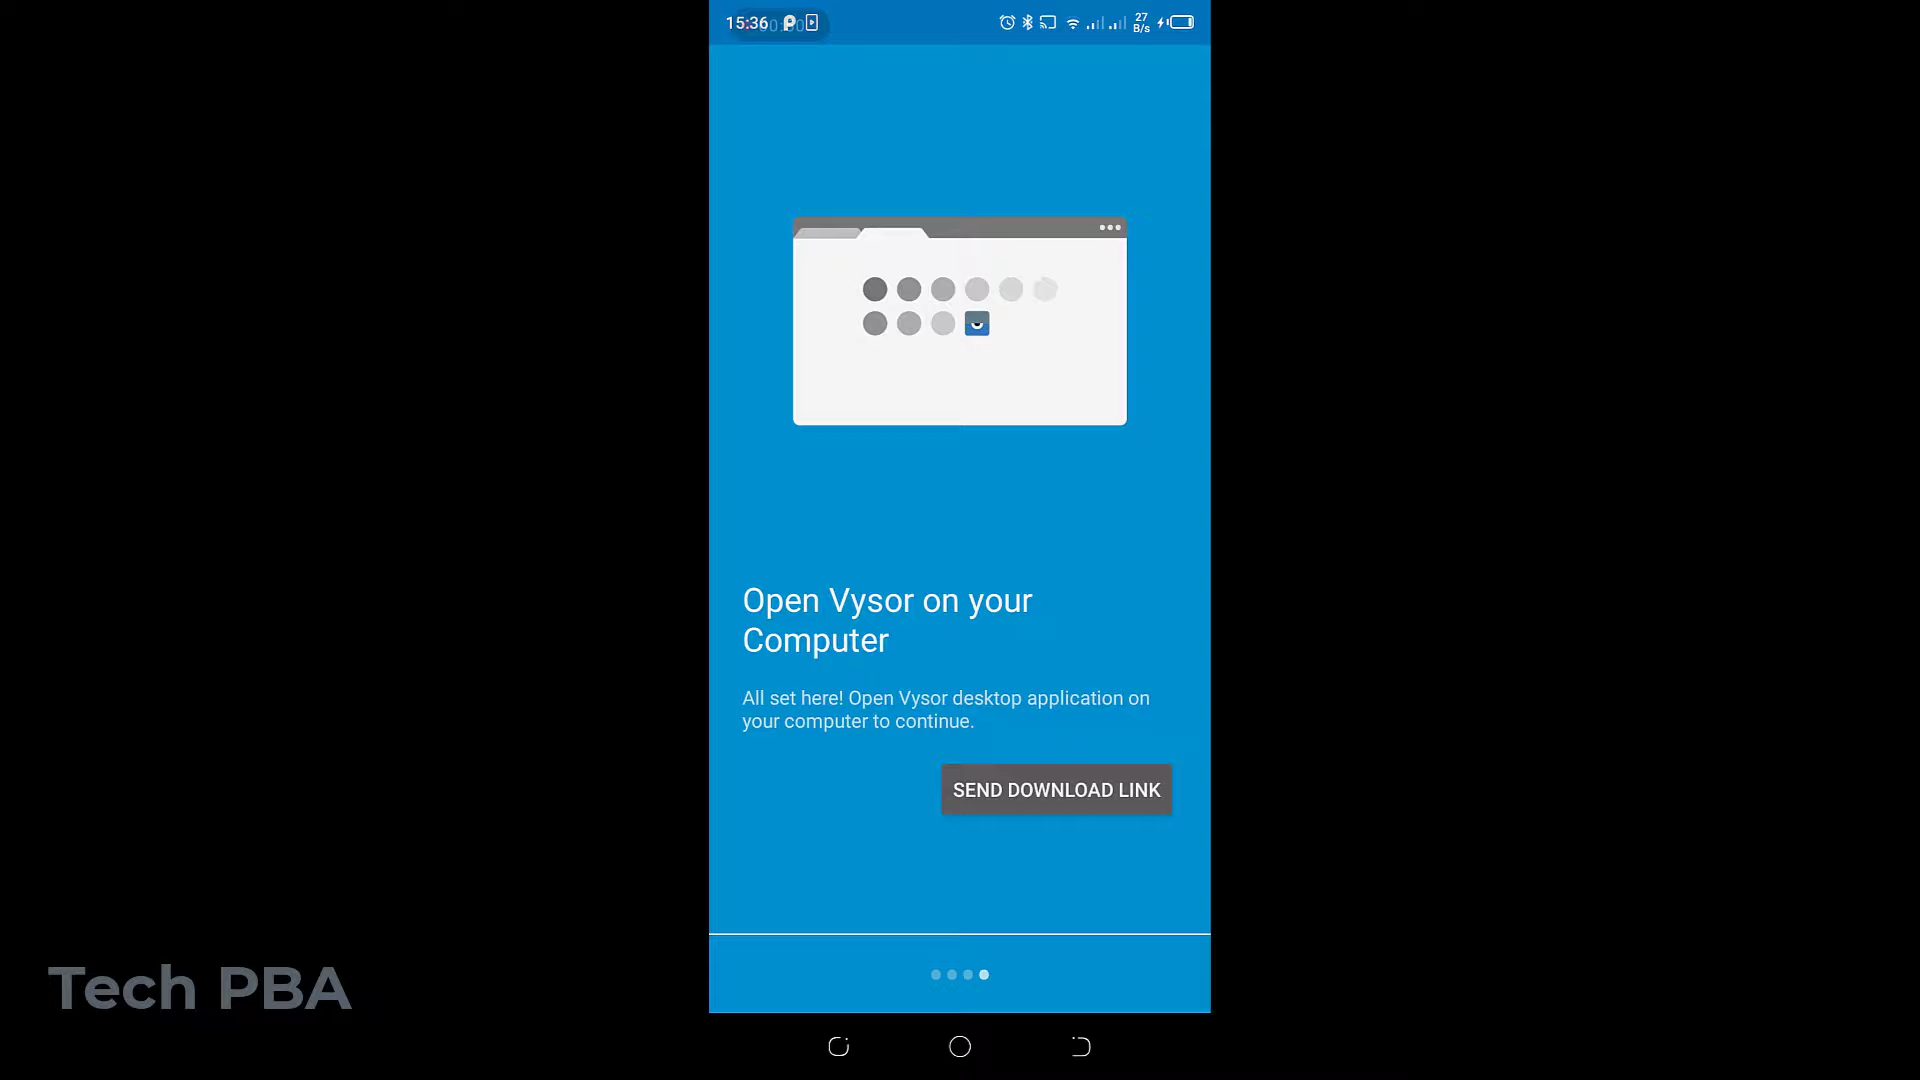 15:36
27
B/s
Open Vysor on your
Computer
All set here! Open Vysor desktop application on
your computer to continue.
SEND DOWNLOAD LINK
Tech PBA